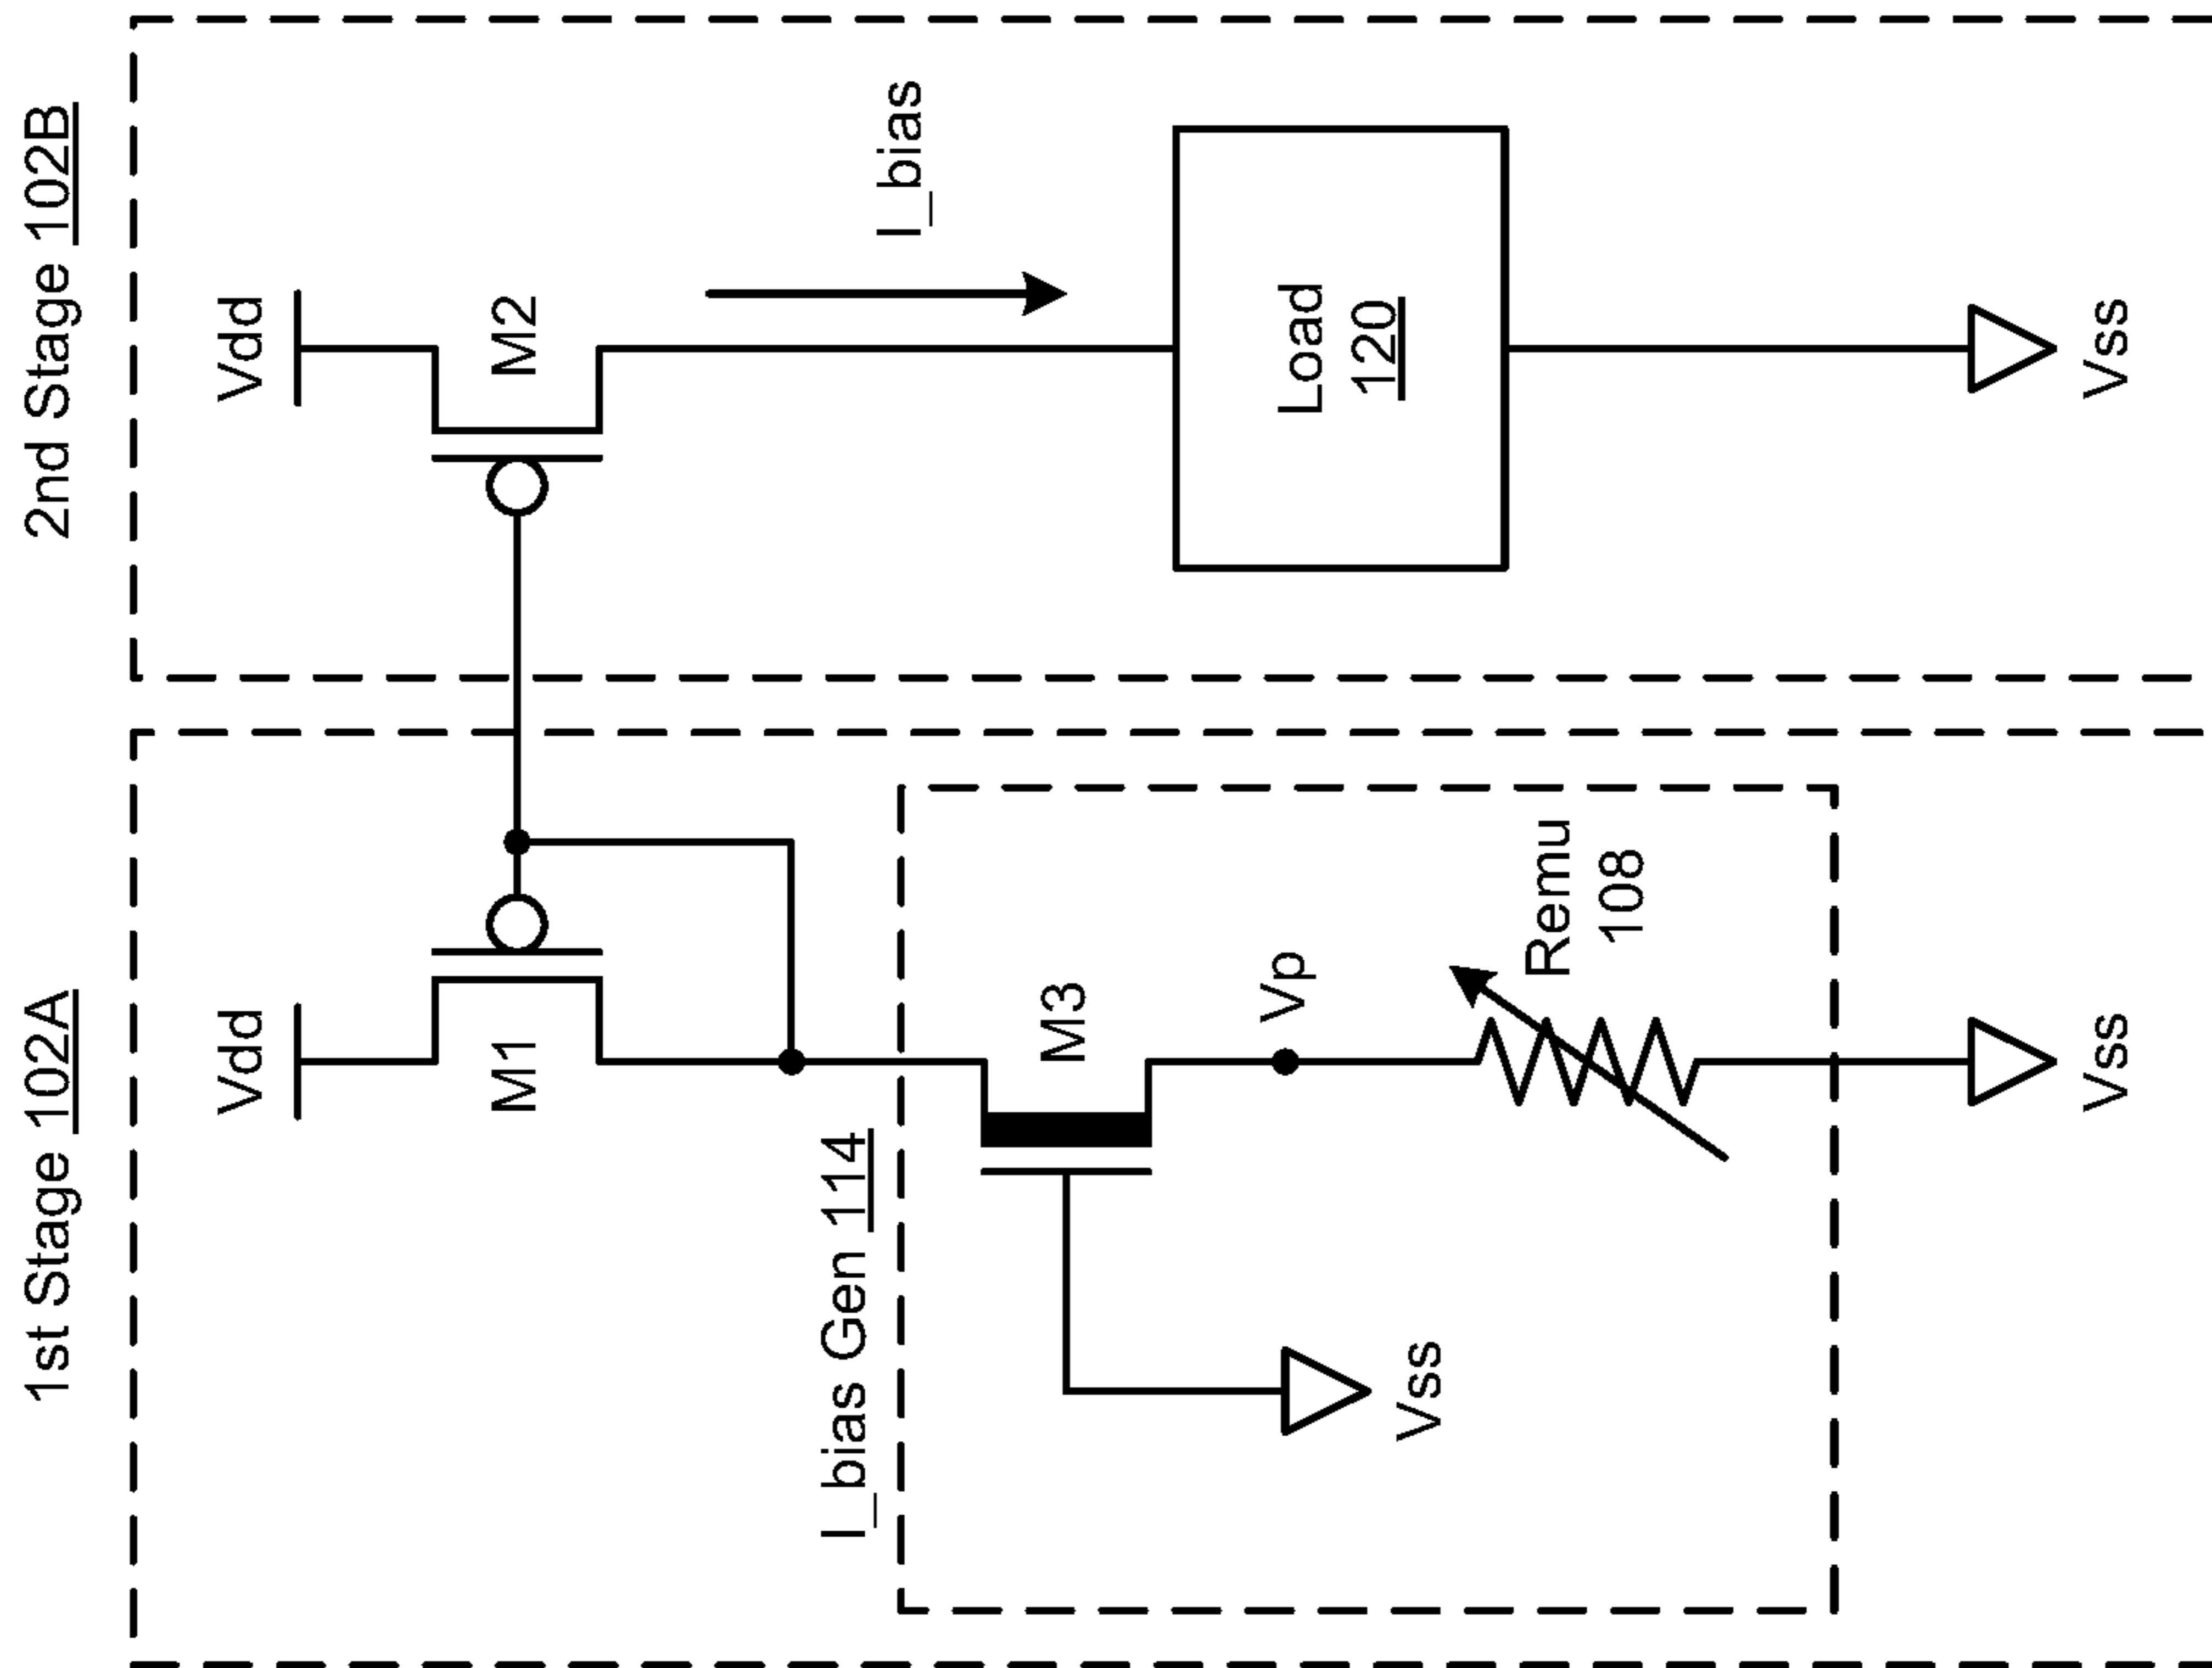 1st Stage 102A
2nd Stage 102B
Vdd
Vdd
M1
M2
I_bias
I_bias Gen 114
M3
Vp
Load
120
Vss
Remu
108
Vss
Vss